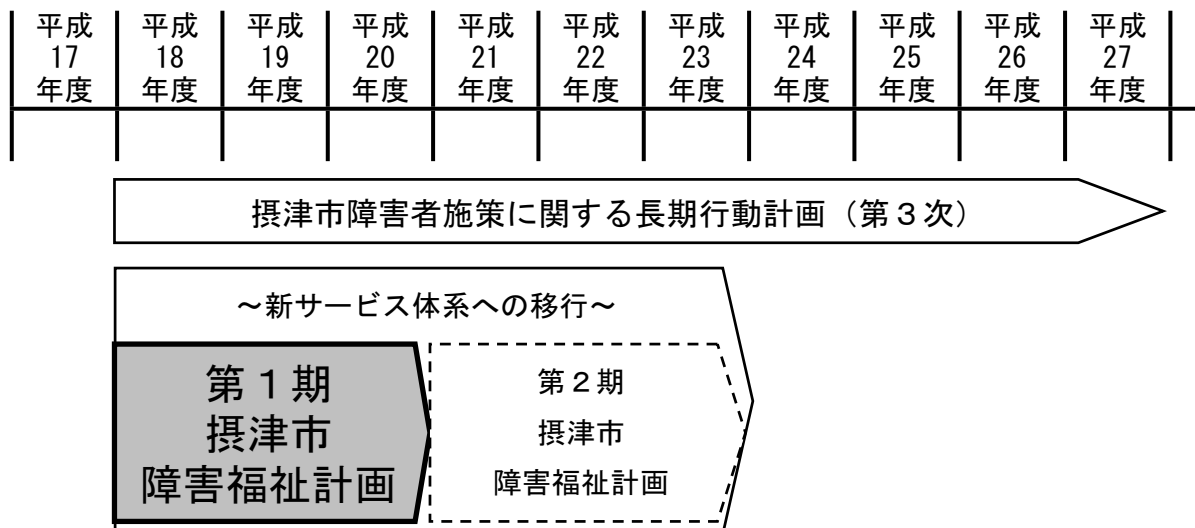 平成
17
年度
平成
18
年度
平成
19
年度
平成
20
年度
平成
21
年度
平成
22
年度
平成
23
年度
平成
24
年度
平成
25
年度
平成
26
年度
平成
27
年度
摂津市障害者施策に関する長期行動計画（第３次）
～新サービス体系への移行～
第１期
摂津市
障害福祉計画
第２期
摂津市
障害福祉計画